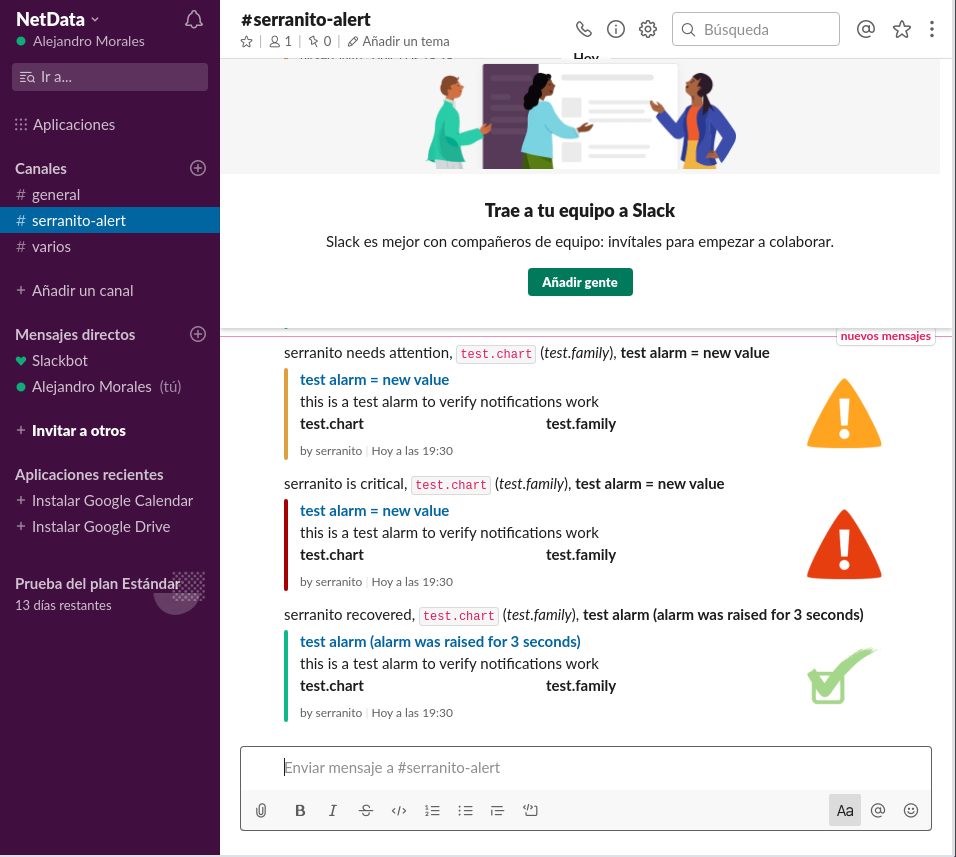 NetData
Alejandro Morales
Ir a...
Aplicaciones
Canales
# general
# serranito-alert
# varios
+ Añadir un canal
Mensajes directos
Slackbot
Alejandro Morales (tú)
+ Invitar a otros
Aplicaciones recientes
+ Instalar Google Calendar
+ Instalar Google Drive
Prueba del plan Estándar
13 días restantes
#serranito-alert
1 | 0 | Añadir un tema
Búsqueda
Hoy
Trae a tu equipo a Slack
Slack es mejor con compañeros de equipo: invítales para empezar a colaborar.
Añadir gente
nuevos mensajes
serranito needs attention, test.chart (test.family), test alarm = new value
test alarm = new value
this is a test alarm to verify notifications work
test.chart test.family
by serranito | Hoy a las 19:30
serranito is critical, test.chart (test.family), test alarm = new value
test alarm = new value
this is a test alarm to verify notifications work
test.chart test.family
by serranito | Hoy a las 19:30
serranito recovered, test.chart (test.family), test alarm (alarm was raised for 3 seconds)
test alarm (alarm was raised for 3 seconds)
this is a test alarm to verify notifications work
test.chart test.family
by serranito | Hoy a las 19:30
Enviar mensaje a #serranito-alert
B I S </> Aa @